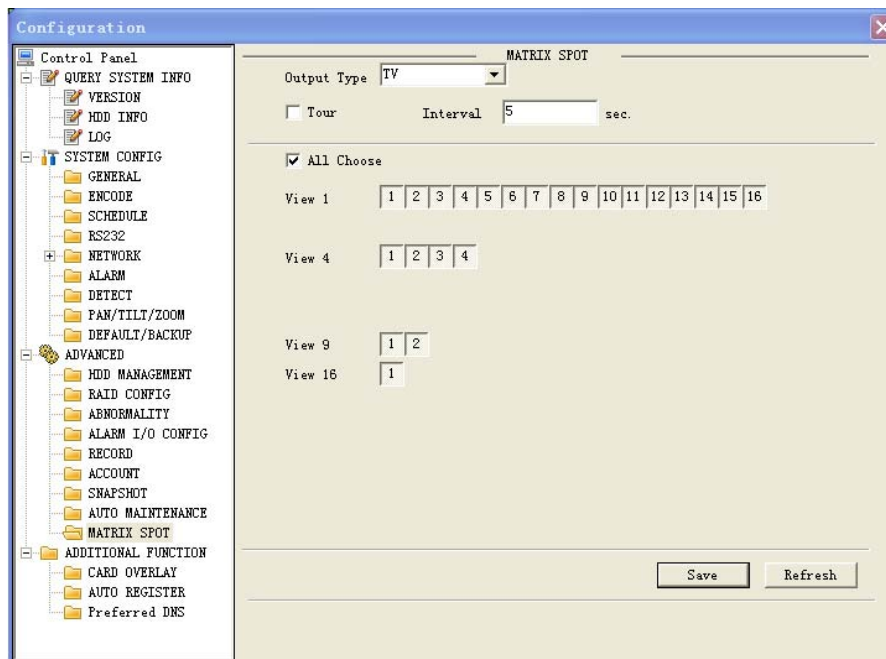 Configuration
Control Panel
QUERY SYSTEM INFO
VERSION
HDD INFO
LOG
SYSTEM CONFIG
GENERAL
ENCODE
SCHEDULE
RS232
NETWORK
ALARM
DETECT
PAN/TILT/ZOOM
DEFAULT/BACKUP
ADVANCED
HDD MANAGEMENT
RAID CONFIG
ABNORMALITY
ALARM I/O CONFIG
RECORD
ACCOUNT
SNAPSHOT
AUTO MAINTENANCE
MATRIX SPOT
ADDITIONAL FUNCTION
CARD OVERLAY
AUTO REGISTER
Preferred DNS
MATRIX SPOT
Output Type TV
Tour Interval 5 sec.
All Choose
View 1 1 2 3 4 5 6 7 8 9 10 11 12 13 14 15 16
View 4 1 2 3 4
View 9 1 2
View 16 1
Save Refresh